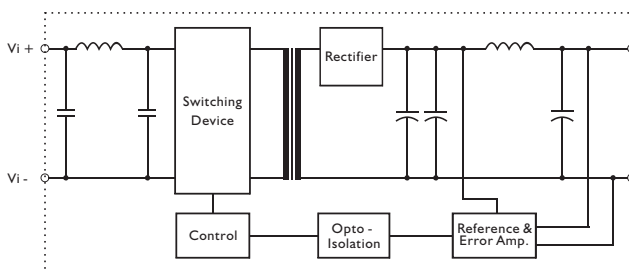 Vi +
Rectifier
Switching
Device
Vi -
Control
Opto -
Isolation
Reference &
Error Amp.